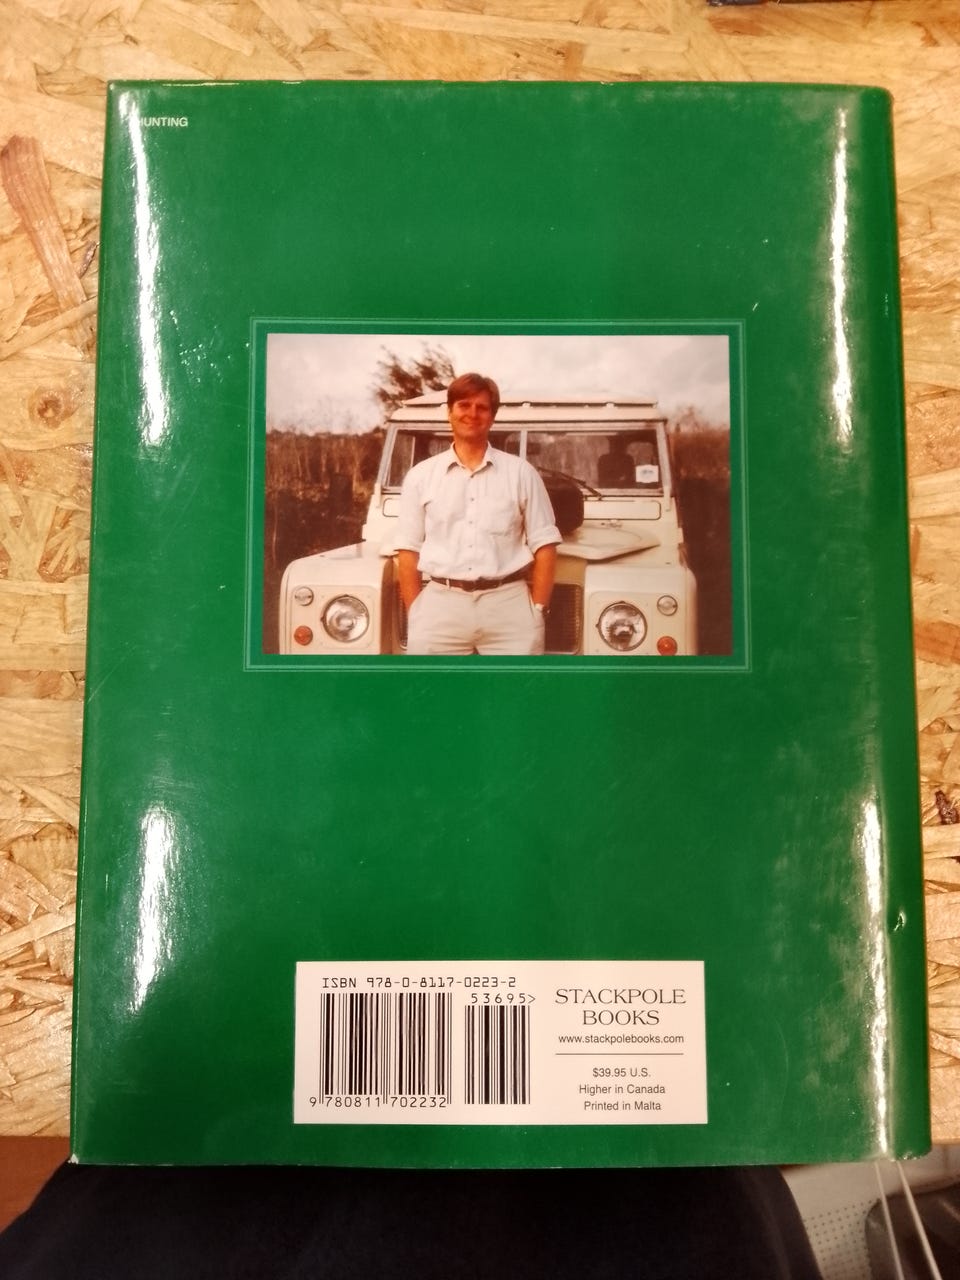 HUNTING
ISBN 978-0-8117-0223-2
53695>
9 780811 702232
STACKPOLE
BOOKS
www.stackpolebooks.com
$39.95 U.S.
Higher in Canada
Printed in Malta